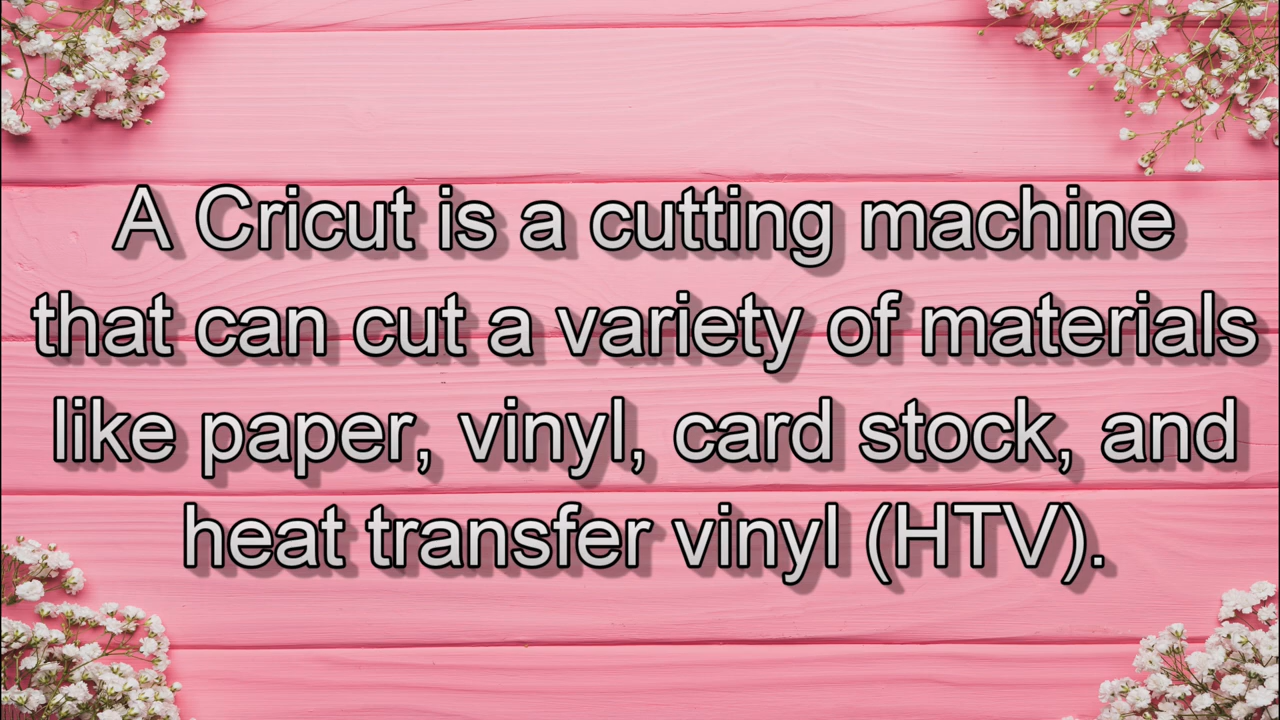 A Cricut is a cutting machine
that can cut a variety of materials
like paper, vinyl, card stock, and
heat transfer vinyl (HTV).